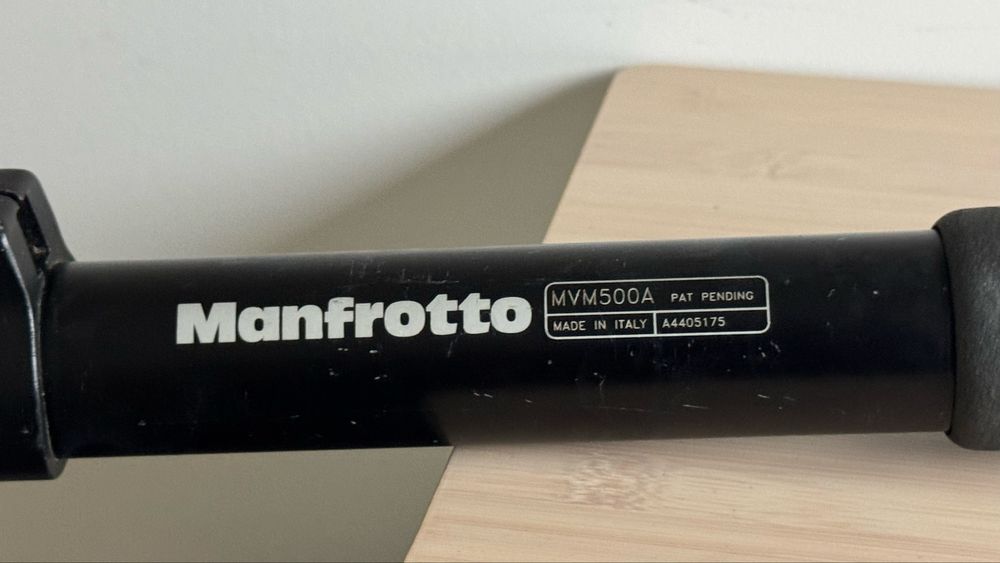 Manfrotto
MVM500A PAT PENDING
MADE IN ITALY A4405175